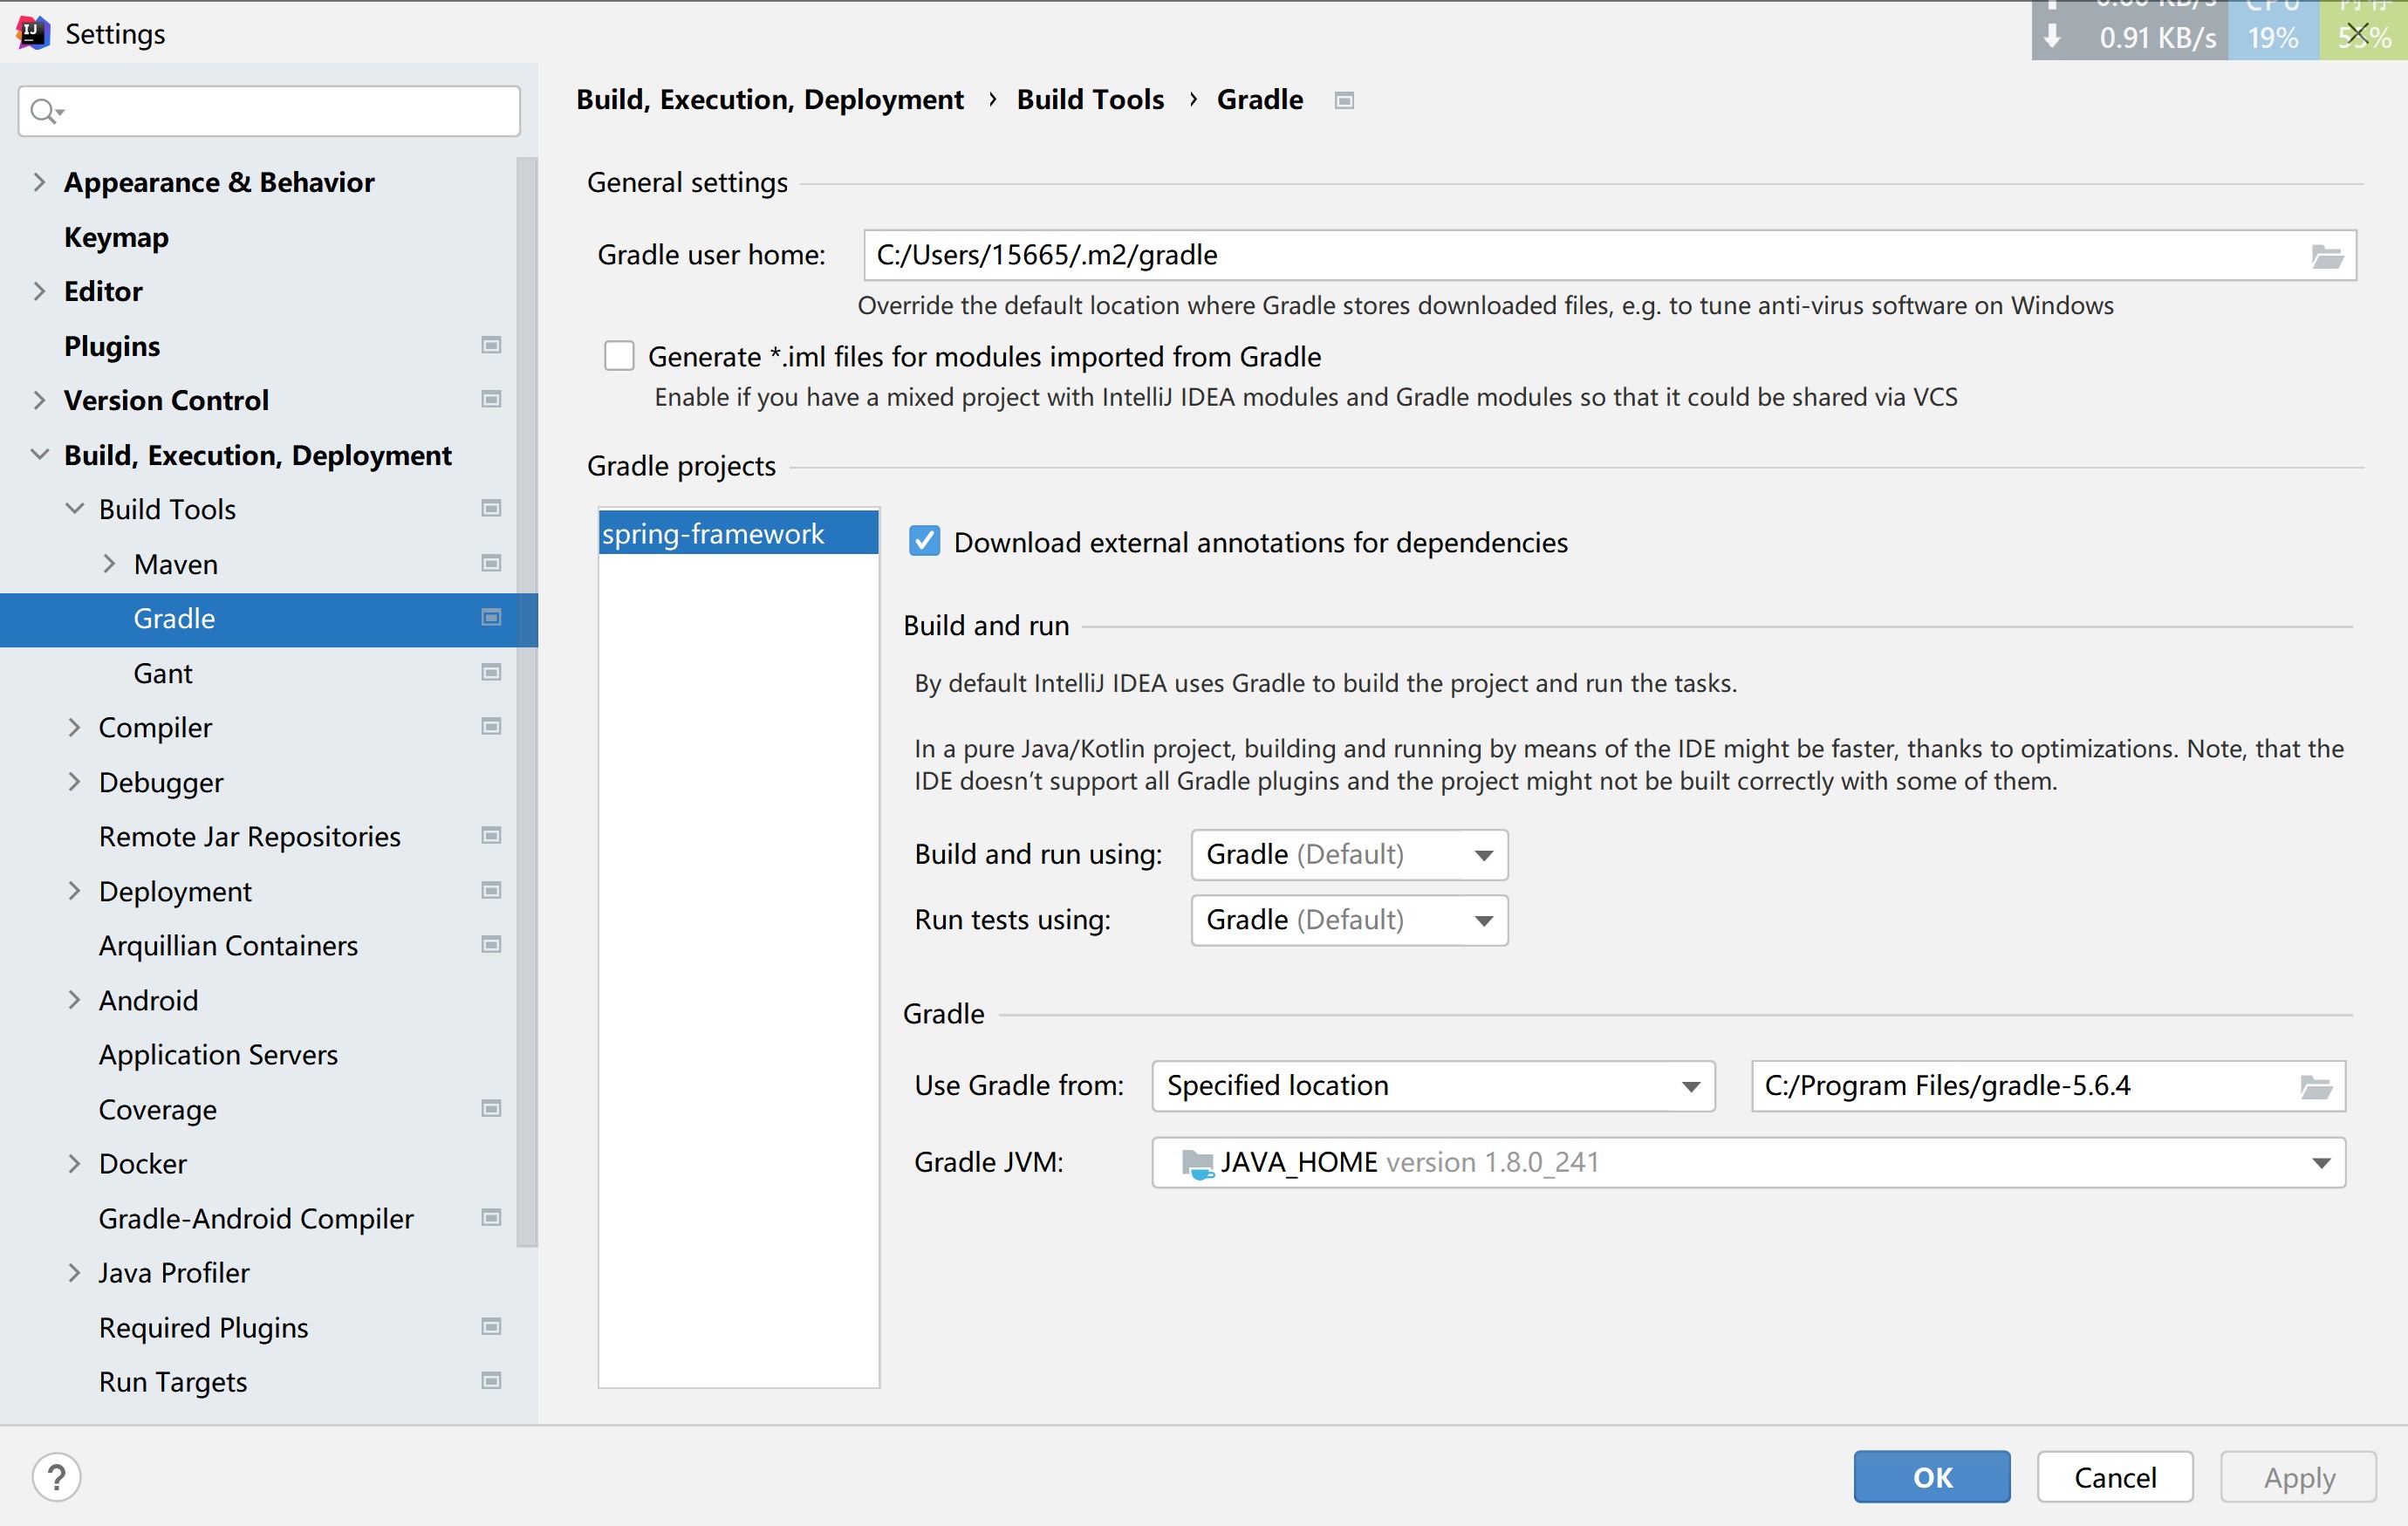 Settings
0.91 KB/s 19%
Build, Execution, Deployment › Build Tools › Gradle
Appearance & Behavior
Keymap
Editor
Plugins
Version Control
Build, Execution, Deployment
Build Tools
Maven
Gradle
Gant
Compiler
Debugger
Remote Jar Repositories
Deployment
Arquillian Containers
Android
Application Servers
Coverage
Docker
Gradle-Android Compiler
Java Profiler
Required Plugins
Run Targets
General settings
Gradle user home: C:/Users/15665/.m2/gradle
Override the default location where Gradle stores downloaded files, e.g. to tune anti-virus software on Windows
Generate *.iml files for modules imported from Gradle
Enable if you have a mixed project with IntelliJ IDEA modules and Gradle modules so that it could be shared via VCS
Gradle projects
spring-framework
Download external annotations for dependencies
Build and run
By default IntelliJ IDEA uses Gradle to build the project and run the tasks.
In a pure Java/Kotlin project, building and running by means of the IDE might be faster, thanks to optimizations. Note, that the
IDE doesn't support all Gradle plugins and the project might not be built correctly with some of them.
Build and run using: Gradle (Default)
Run tests using: Gradle (Default)
Gradle
Use Gradle from: Specified location C:/Program Files/gradle-5.6.4
Gradle JVM: JAVA_HOME version 1.8.0_241
? OK Cancel Apply